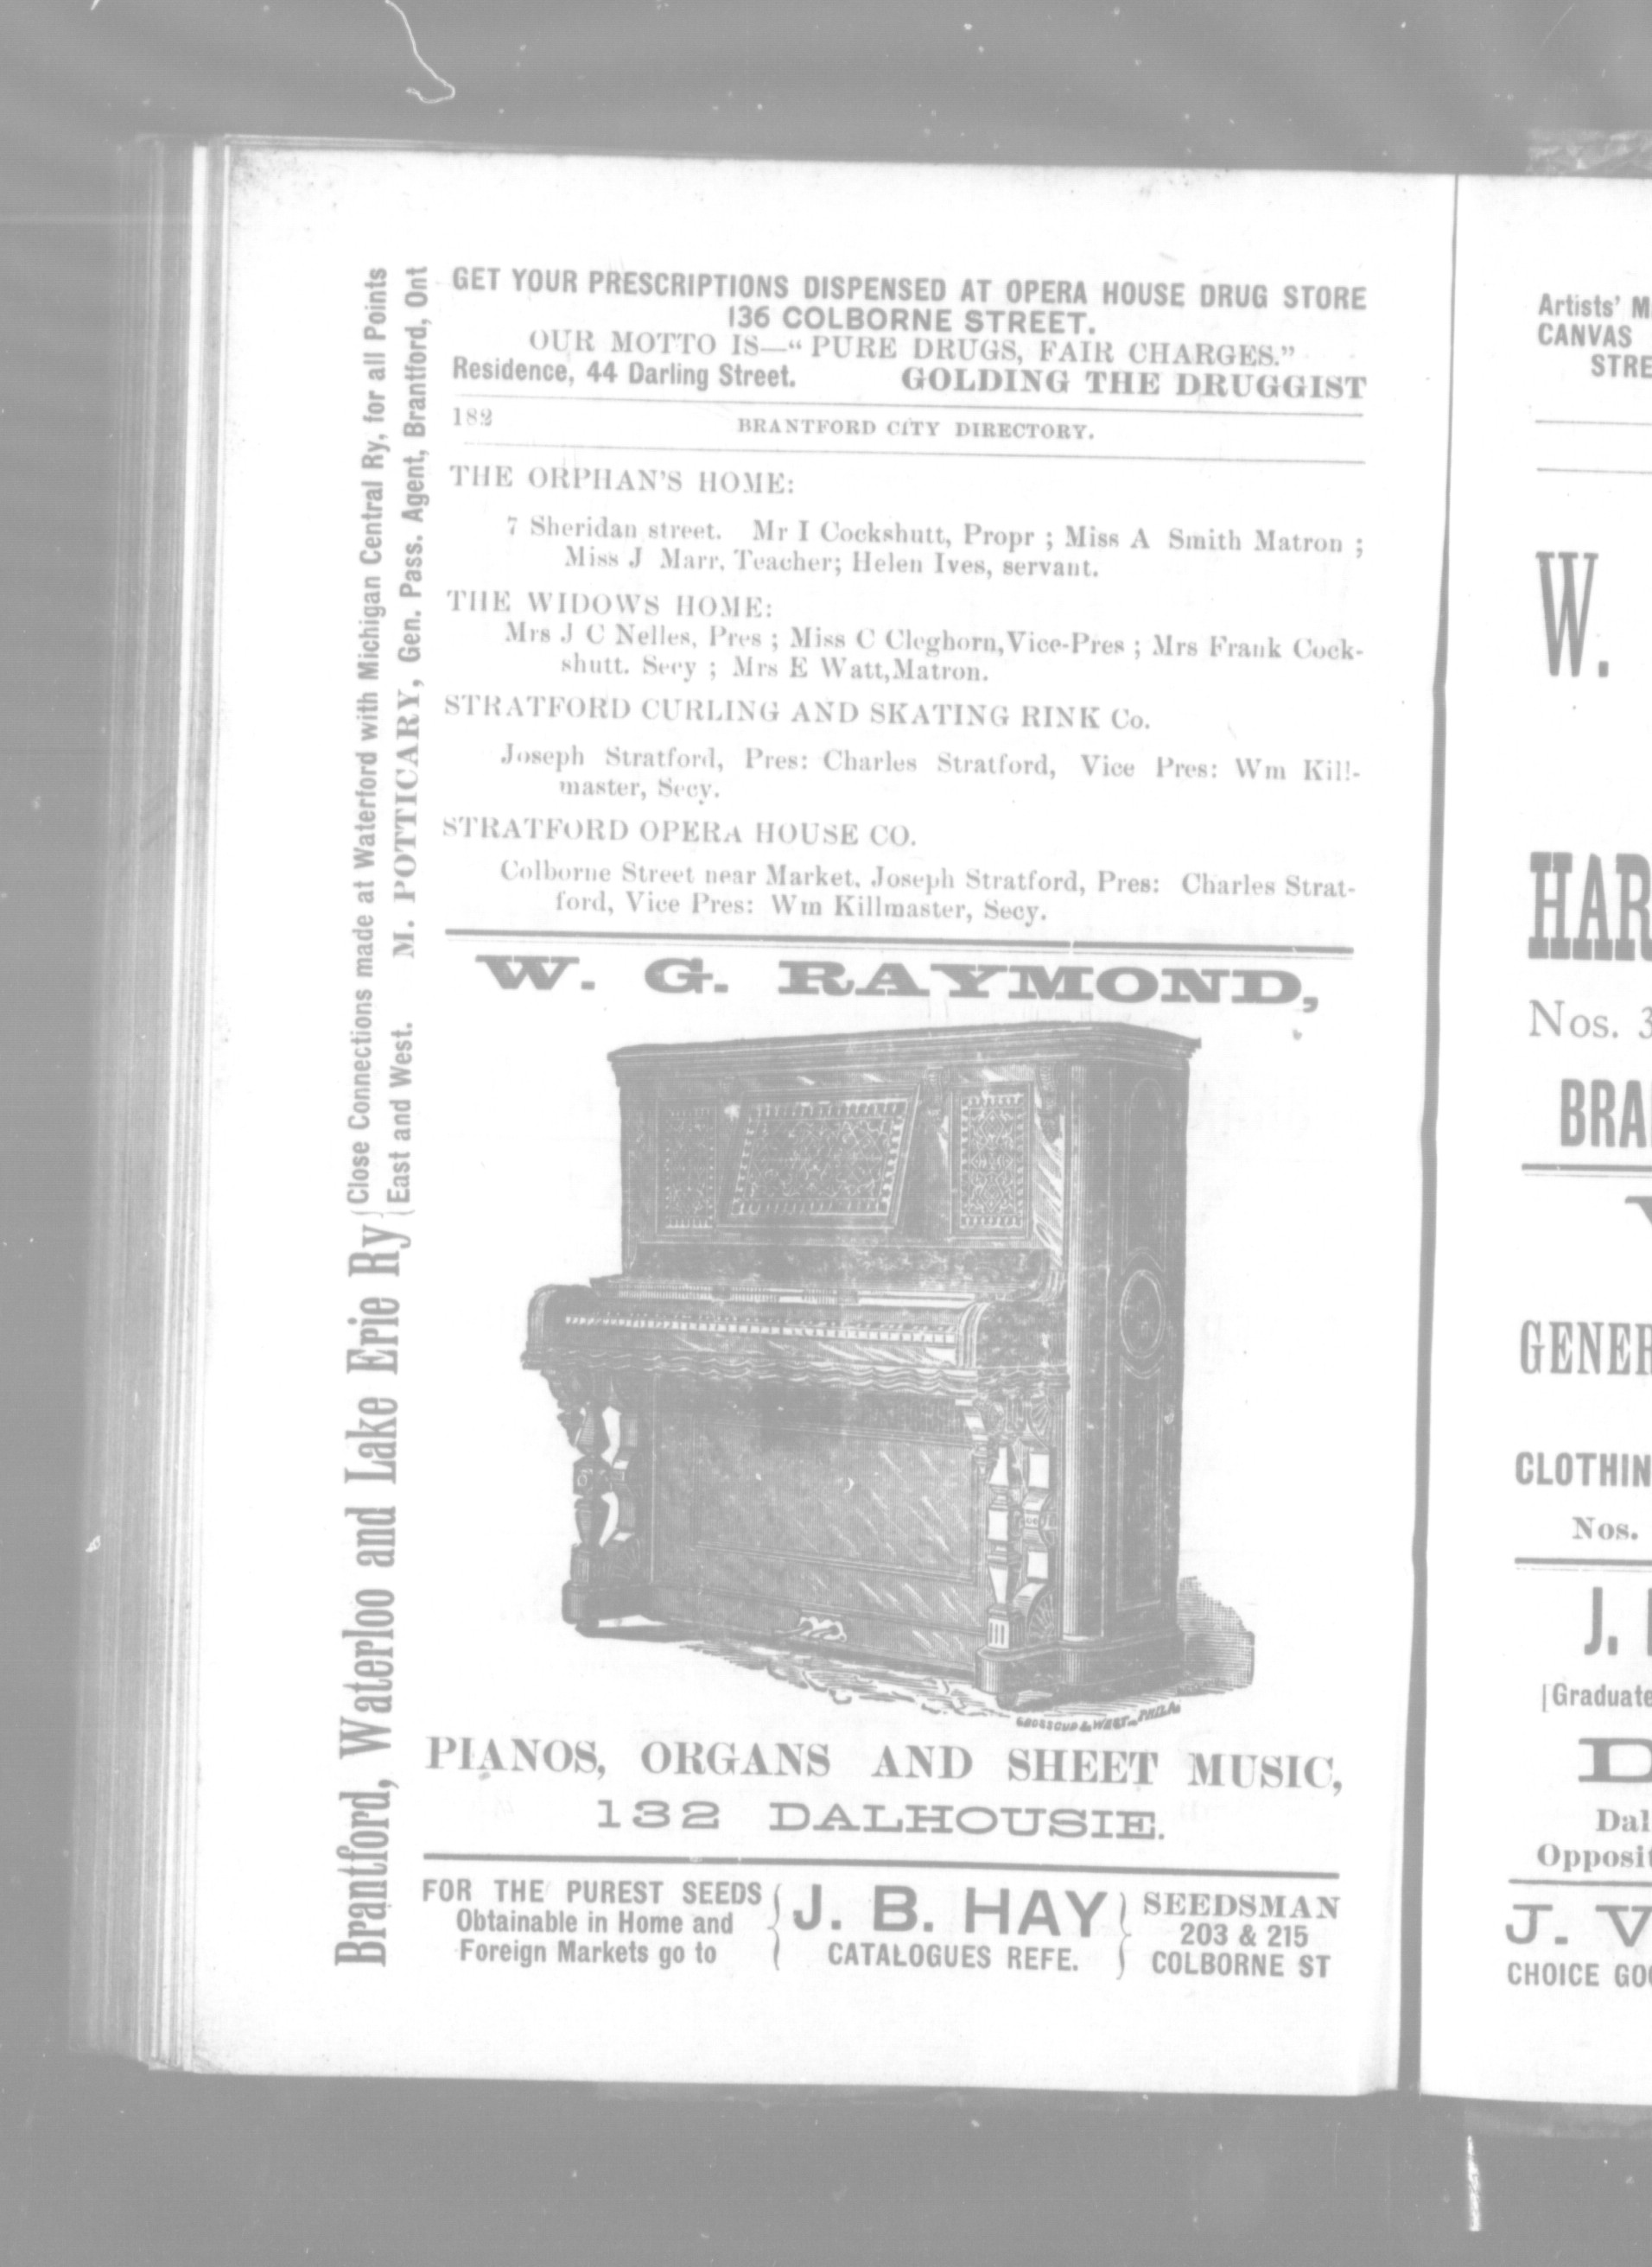 GET YOUR PRESCRIPTIONS DISPENSED AT OPERA HOUSE DRUG STORE
136 COLBORNE STREET.
OUR MOTTO IS—“PURE DRUGS, FAIR CHARGES.”
Residence, 44 Darling Street. GOLDING THE DRUGGIST
182 BRANTFORD CITY DIRECTORY.
THE ORPHAN'S HOME:
7 Sheridan street. Mr I Cockshutt, Propr ; Miss A Smith Matron ;
Miss J Marr, Teacher; Helen Ives, servant.
THE WIDOWS HOME:
Mrs J C Nelles, Pres ; Miss C Cleghorn,Vice-Pres ; Mrs Frank Cock-
shutt. Secy ; Mrs E Watt,Matron.
STRATFORD CURLING AND SKATING RINK Co.
Joseph Stratford, Pres: Charles Stratford, Vice Pres: Wm Kill-
master, Secy.
STRATFORD OPERA HOUSE CO.
Colborne Street near Market, Joseph Stratford, Pres: Charles Strat-
ford, Vice Pres: Wm Killmaster, Secy.
W. G. RAYMOND,
GROSSCUP & WEST PHILA
PIANOS, ORGANS AND SHEET MUSIC,
132 DALHOUSIE.
FOR THE PUREST SEEDS
Obtainable in Home and
Foreign Markets go to
J. B. HAY
CATALOGUES REFE.
SEEDSMAN
203 & 215
COLBORNE ST
Brantford, Waterloo and Lake Erie Ry
Close Connections made at Waterford with Michigan Central Ry, for all Points
East and West. M. POTTICARY, Gen. Pass. Agent, Brantford, Ont
Artists' M
CANVAS
STRE
W.
HAR
Nos. 3
BRA
GENER
CLOTHIN
Nos.
J.
[Graduate
D
Dal
Opposit
J. V
CHOICE GO